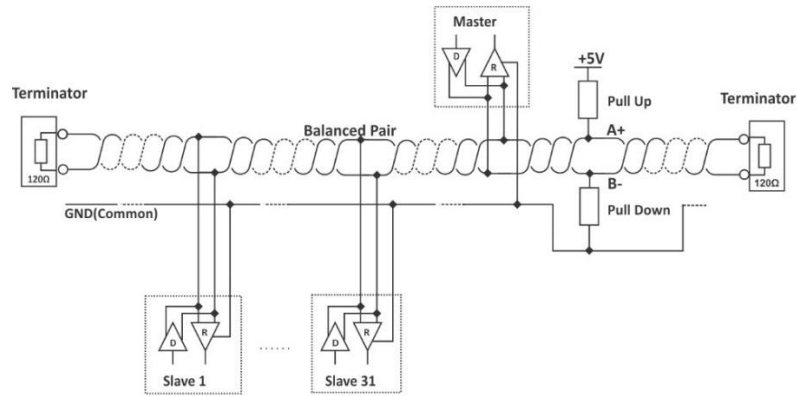 Master
D
R
+5V
Terminator
Pull Up
Terminator
Balanced Pair
A+
120Ω
120Ω
B-
GND(Common)
Pull Down
D
R
D
R
......
Slave 1
Slave 31